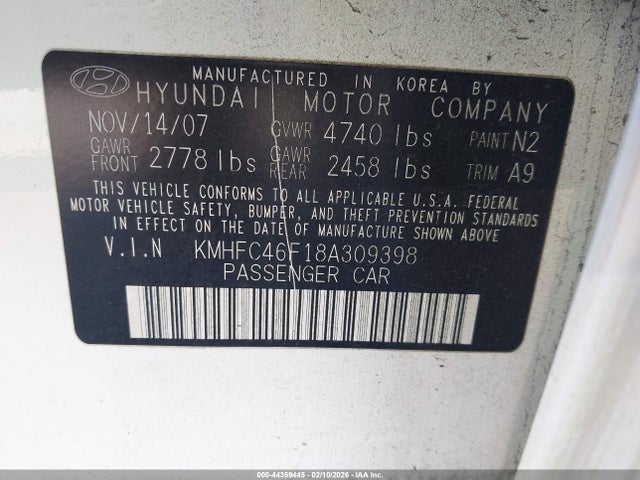 MANUFACTURED IN KOREA BY
HYUNDAI MOTOR COMPANY
NOV/14/07 GVWR 4740 lbs PAINT N2
GAWR FRONT 2778 lbs GAWR REAR 2458 lbs TRIM A9
THIS VEHICLE CONFORMS TO ALL APPLICABLE U.S.A. FEDERAL
MOTOR VEHICLE SAFETY, BUMPER, AND THEFT PREVENTION STANDARDS
IN EFFECT ON THE DATE OF MANUFACTURE SHOWN ABOVE
V.I.N KMHFC46F18A309398
PASSENGER CAR
000-44359445 - 02/10/2026 - IAA Inc.